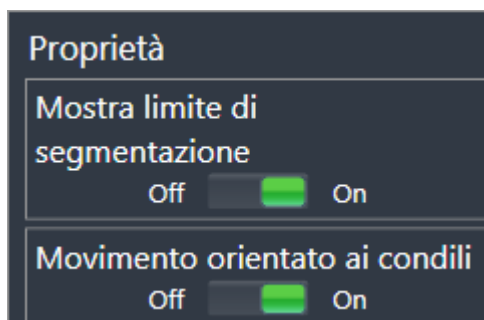 Proprietà
Mostra limite di
segmentazione
Off On
Movimento orientato ai condili
Off On